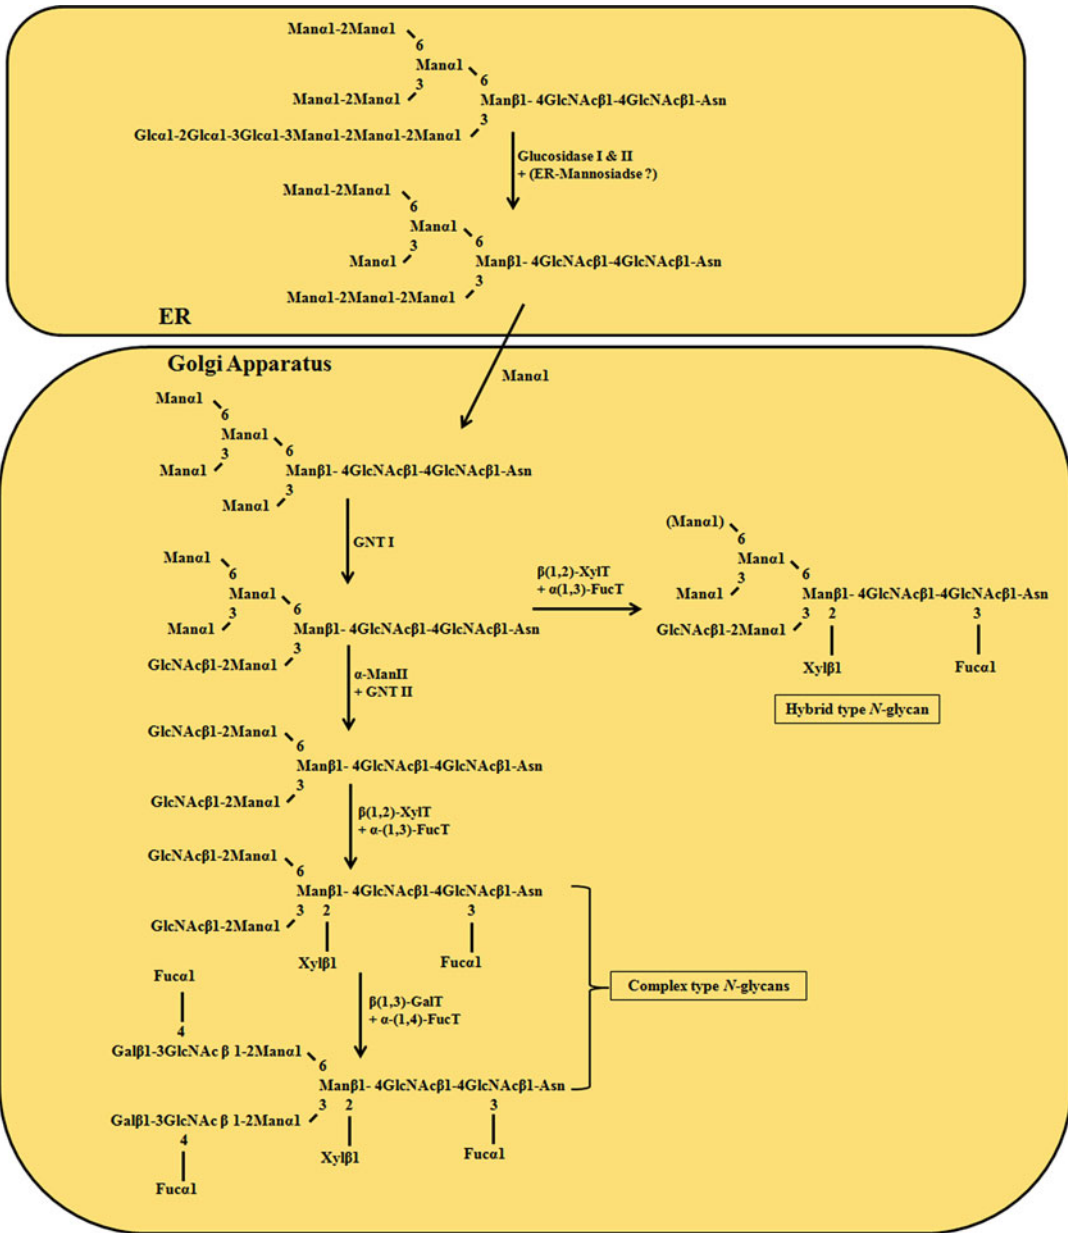 Manα1-2Manα1
6
Manα1
3
6
Manα1-2Manα1
Manβ1- 4GlcNAcβ1-4GlcNAcβ1-Asn
3
Glcα1-2Glcα1-3Glcα1-3Manα1-2Manα1-2Manα1
Glucosidase I & II
+ (ER-Mannosiadse ?)
Manα1-2Manα1
6
Manα1
3
6
Manα1
Manβ1- 4GlcNAcβ1-4GlcNAcβ1-Asn
3
Manα1-2Manα1-2Manα1
ER
Golgi Apparatus
Manα1
Manα1
6
Manα1
3
6
Manα1
Manβ1- 4GlcNAcβ1-4GlcNAcβ1-Asn
3
Manα1
GNT I
Manα1
6
Manα1
3
6
Manα1
Manβ1- 4GlcNAcβ1-4GlcNAcβ1-Asn
3
GlcNAcβ1-2Manα1
β(1,2)-XylT
+ α(1,3)-FucT
(Manα1)
6
Manα1
3
6
Manα1
Manβ1- 4GlcNAcβ1-4GlcNAcβ1-Asn
3
2
3
GlcNAcβ1-2Manα1
Xylβ1
Fucα1
Hybrid type N-glycan
α-ManII
+ GNT II
GlcNAcβ1-2Manα1
6
Manβ1- 4GlcNAcβ1-4GlcNAcβ1-Asn
3
GlcNAcβ1-2Manα1
β(1,2)-XylT
+ α-(1,3)-FucT
GlcNAcβ1-2Manα1
6
Manβ1- 4GlcNAcβ1-4GlcNAcβ1-Asn
3
2
3
GlcNAcβ1-2Manα1
Xylβ1
Fucα1
Complex type N-glycans
β(1,3)-GalT
+ α-(1,4)-FucT
Fucα1
4
Galβ1-3GlcNAc β 1-2Manα1
6
Manβ1- 4GlcNAcβ1-4GlcNAcβ1-Asn
3
2
3
Galβ1-3GlcNAc β 1-2Manα1
4
Xylβ1
Fucα1
Fucα1